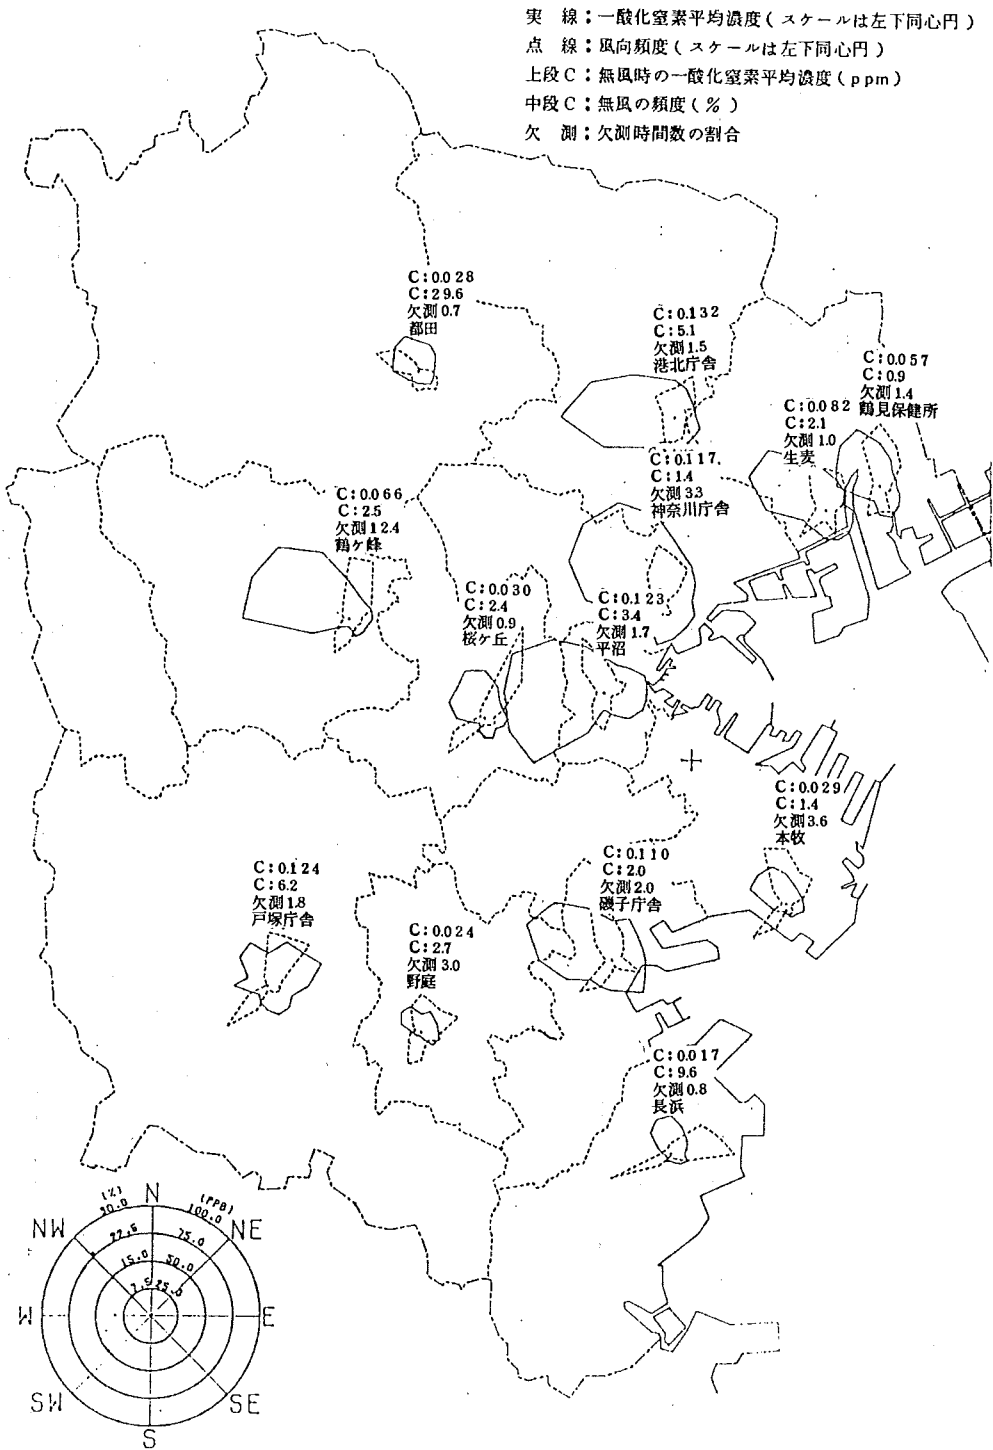 実 線：一酸化窒素平均濃度（スケールは左下同心円）
点 線：風向頻度（スケールは左下同心円）
上段C：無風時の一酸化窒素平均濃度（ppm）
中段C：無風の頻度（％）
欠 測：欠測時間数の割合
C：0.028
C：29.6
欠測0.7
都田
C：0.132
C：5.1
欠測1.5
港北庁舎
C：0.057
C：0.9
欠測1.4
鶴見保健所
C：0.082
C：2.1
欠測1.0
生麦
C：0.117
C：1.4
欠測3.3
神奈川庁舎
C：0.066
C：2.5
欠測12.4
鶴ケ峰
C：0.030
C：2.4
欠測0.9
桜ケ丘
C：0.123
C：3.4
欠測1.7
平沼
C：0.029
C：1.4
欠測3.6
本牧
C：0.124
C：6.2
欠測1.8
戸塚庁舎
C：0.110
C：2.0
欠測2.0
磯子庁舎
C：0.024
C：2.7
欠測3.0
野庭
C：0.017
C：9.6
欠測0.8
長浜
(%) N (PPB)
30.0 100.0
NW NE
22.5 75.0
15.0 50.0
7.5 25.0
W E
SW SE
S